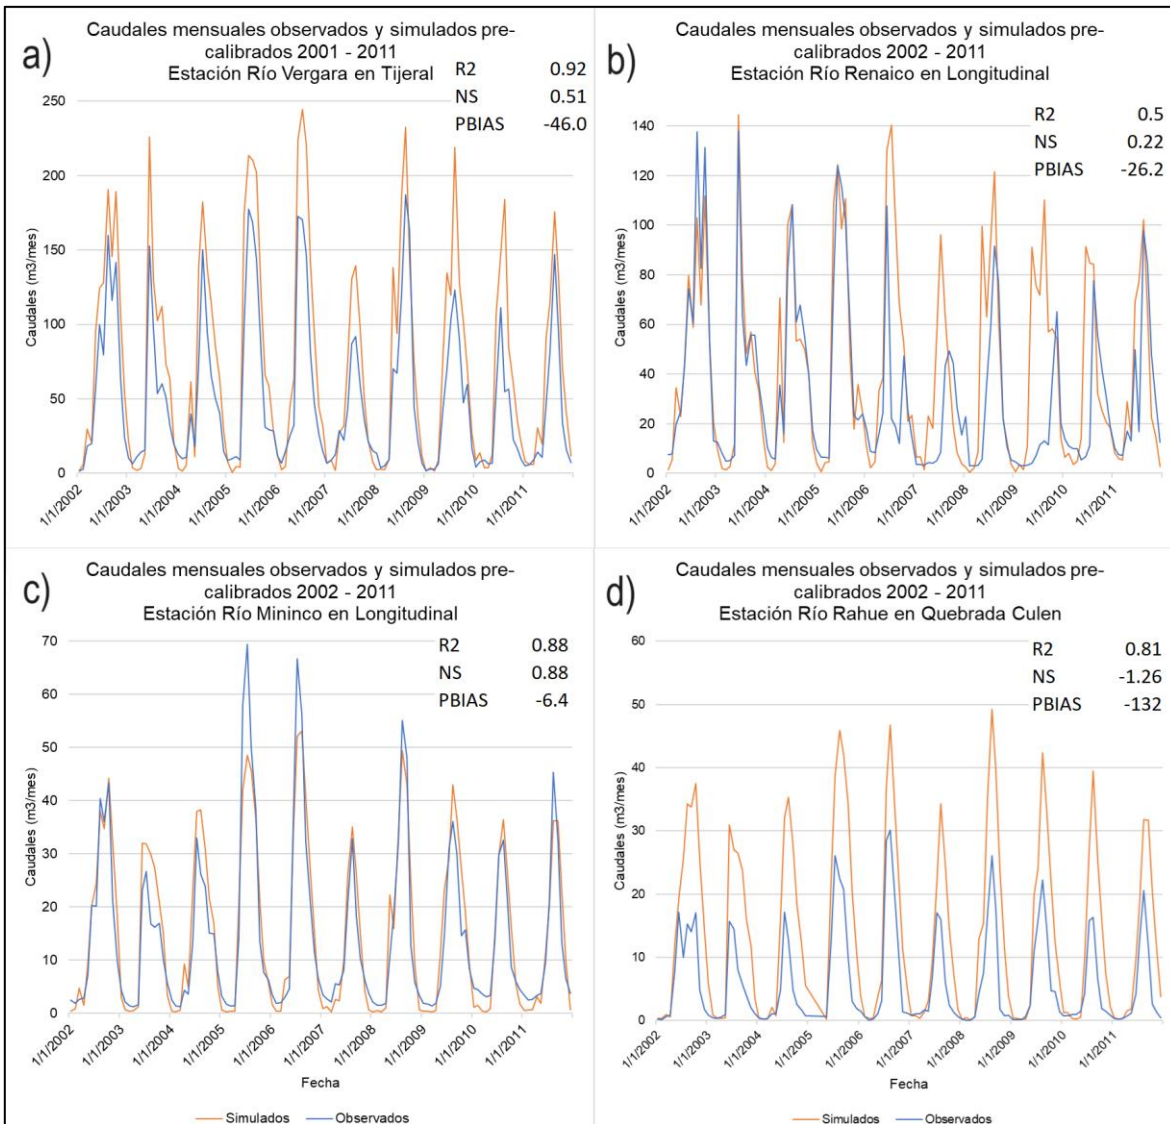 a)
Caudales mensuales observados y simulados pre-
calibrados 2001 - 2011
Estación Río Vergara en Tijeral
R2 0.92
NS 0.51
PBIAS -46.0
Caudales (m3/mes)
250
200
150
100
50
0
1/1/2002
1/1/2003
1/1/2004
1/1/2005
1/1/2006
1/1/2007
1/1/2008
1/1/2009
1/1/2010
1/1/2011
b)
Caudales mensuales observados y simulados pre-
calibrados 2002 - 2011
Estación Río Renaico en Longitudinal
R2 0.5
NS 0.22
PBIAS -26.2
Caudales (m3/mes)
140
120
100
80
60
40
20
0
1/1/2002
1/1/2003
1/1/2004
1/1/2005
1/1/2006
1/1/2007
1/1/2008
1/1/2009
1/1/2010
1/1/2011
c)
Caudales mensuales observados y simulados pre-
calibrados 2002 - 2011
Estación Río Mininco en Longitudinal
R2 0.88
NS 0.88
PBIAS -6.4
Caudales (m3/mes)
70
60
50
40
30
20
10
0
1/1/2002
1/1/2003
1/1/2004
1/1/2005
1/1/2006
1/1/2007
1/1/2008
1/1/2009
1/1/2010
1/1/2011
Fecha
Simulados Observados
d)
Caudales mensuales observados y simulados pre-
calibrados 2002 - 2011
Estación Río Rahue en Quebrada Culen
R2 0.81
NS -1.26
PBIAS -132
Caudales (m3/mes)
60
50
40
30
20
10
0
1/1/2002
1/1/2003
1/1/2004
1/1/2005
1/1/2006
1/1/2007
1/1/2008
1/1/2009
1/1/2010
1/1/2011
Fecha
Simulados Observados